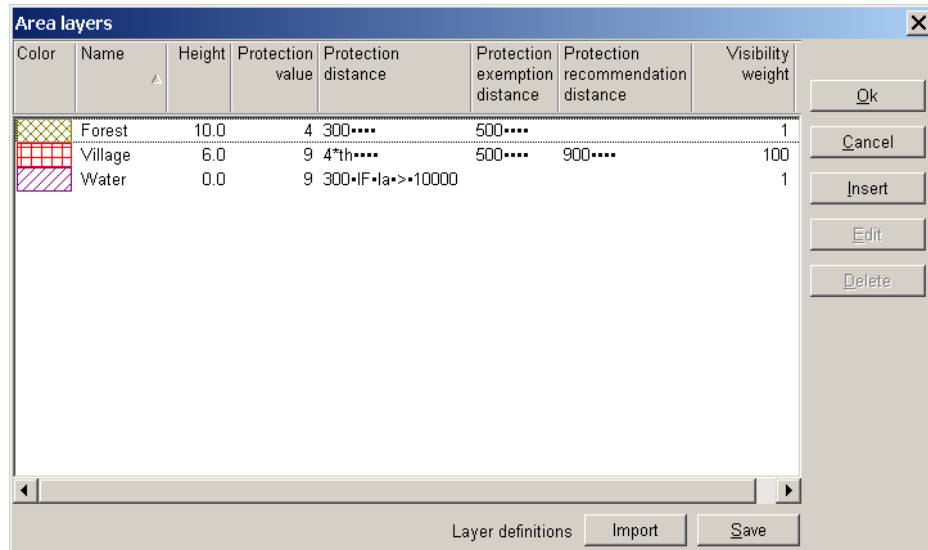 Area layers
Color Name Height Protection value Protection distance Protection exemption distance Protection recommendation distance Visibility weight
Forest 10.0 4 300▪▪▪▪ 500▪▪▪▪ 1
Village 6.0 9 4*th▪▪▪▪ 500▪▪▪▪ 900▪▪▪▪ 100
Water 0.0 9 300▪IF▪la▪>▪10000 1
Ok
Cancel
Insert
Edit
Delete
Layer definitions Import Save